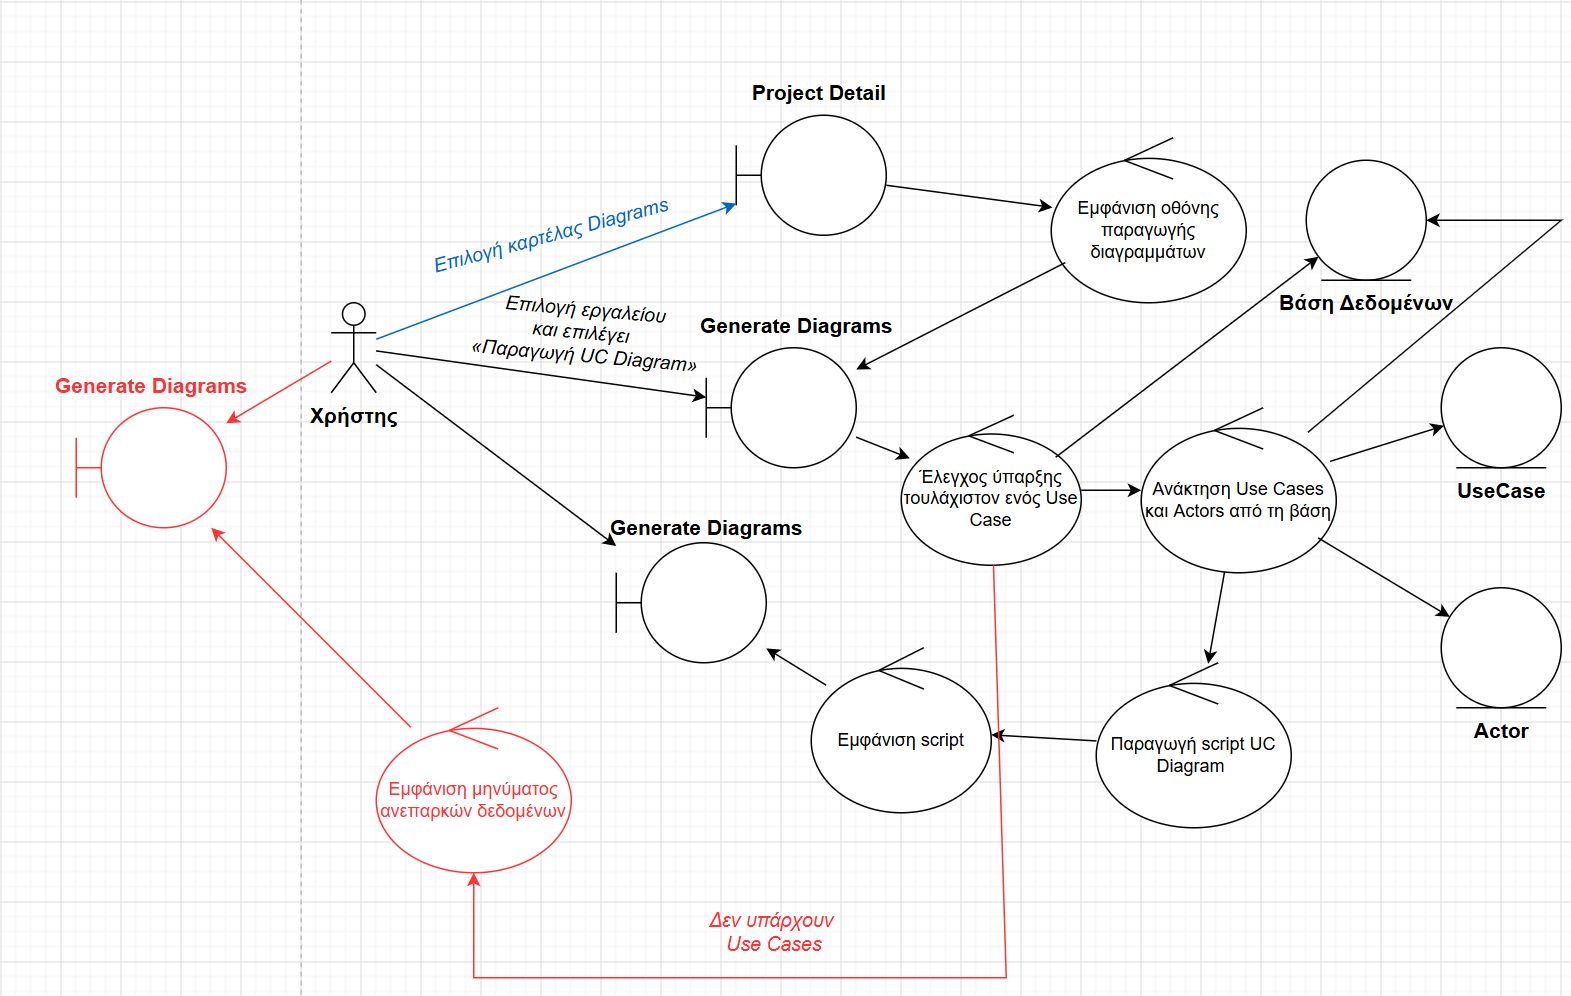 Project Detail
Επιλογή καρτέλας Diagrams
Εμφάνιση οθόνης
παραγωγής
διαγραμμάτων
Βάση Δεδομένων
Επιλογή εργαλείου
και επιλέγει
«Παραγωγή UC Diagram»
Generate Diagrams
Generate Diagrams
Χρήστης
Έλεγχος ύπαρξης
τουλάχιστον ενός Use
Case
Ανάκτηση Use Cases
και Actors από τη βάση
UseCase
Generate Diagrams
Εμφάνιση script
Παραγωγή script UC
Diagram
Actor
Εμφάνιση μηνύματος
ανεπαρκών δεδομένων
Δεν υπάρχουν
Use Cases